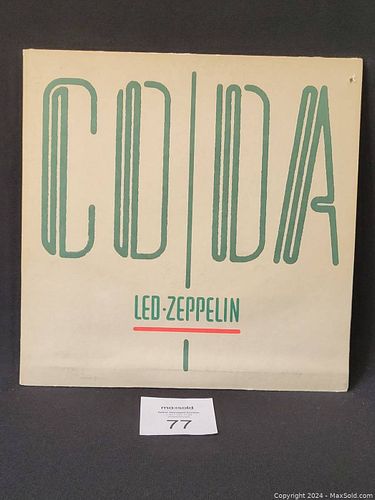 CODA
LED·ZEPPELIN
maxsold
77
Copyright 2024 - MaxSold.com